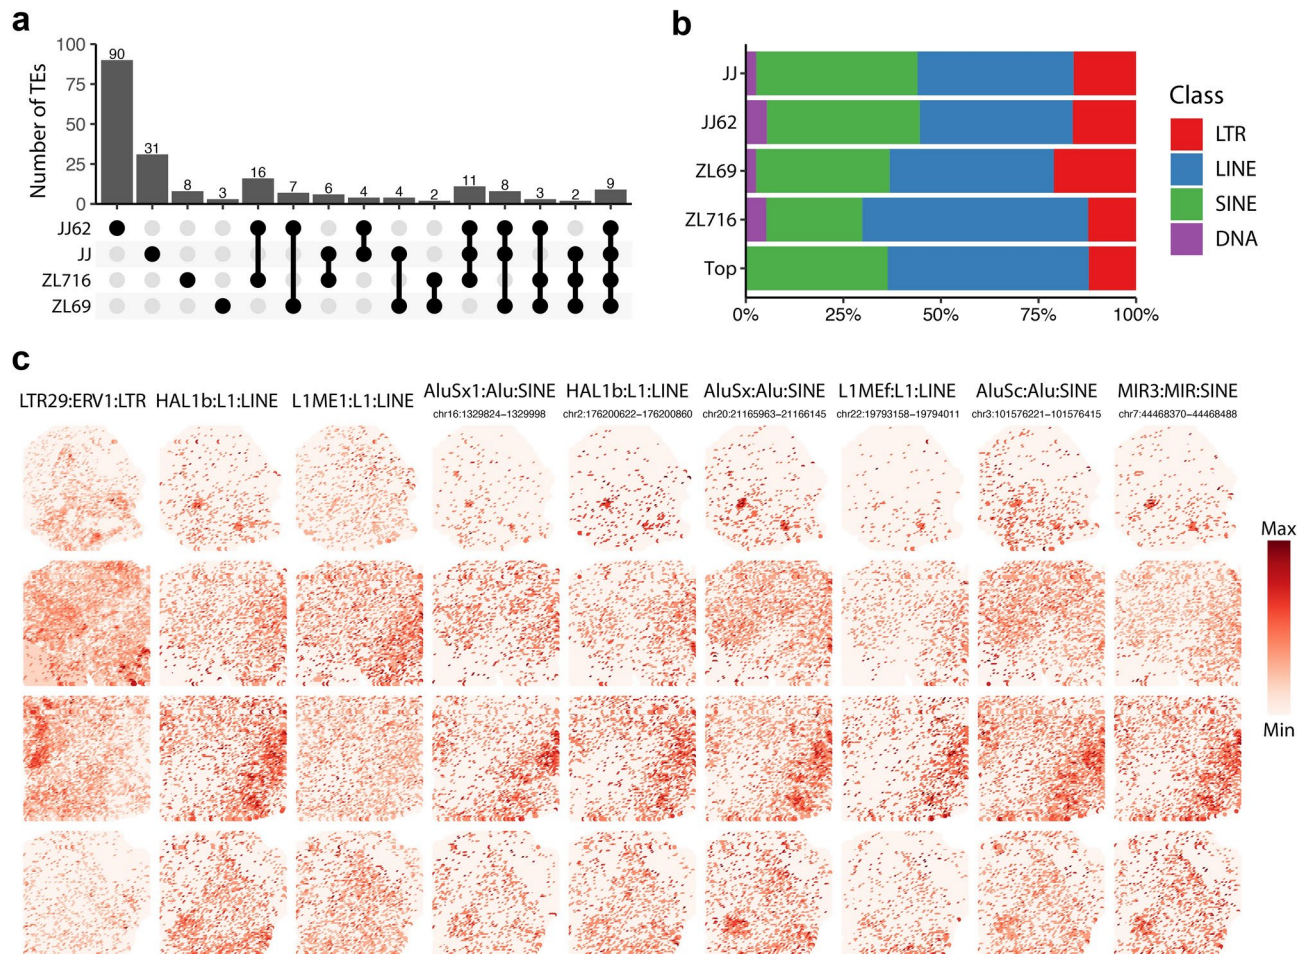 a
Number of TEs
100
75
50
25
0
90
31
8
3
16
7
6
4
4
2
11
8
3
2
9
JJ62
JJ
ZL716
ZL69
b
JJ
JJ62
ZL69
ZL716
Top
0% 25% 50% 75% 100%
Class
LTR
LINE
SINE
DNA
c
LTR29:ERV1:LTR
HAL1b:L1:LINE
L1ME1:L1:LINE
AluSx1:Alu:SINE
chr16:1329824−1329998
HAL1b:L1:LINE
chr2:176200622−176200860
AluSx:Alu:SINE
chr20:21165963−21166145
L1MEf:L1:LINE
chr22:19793158−19794011
AluSc:Alu:SINE
chr3:101576221−101576415
MIR3:MIR:SINE
chr7:44468370−44468488
Max
Min